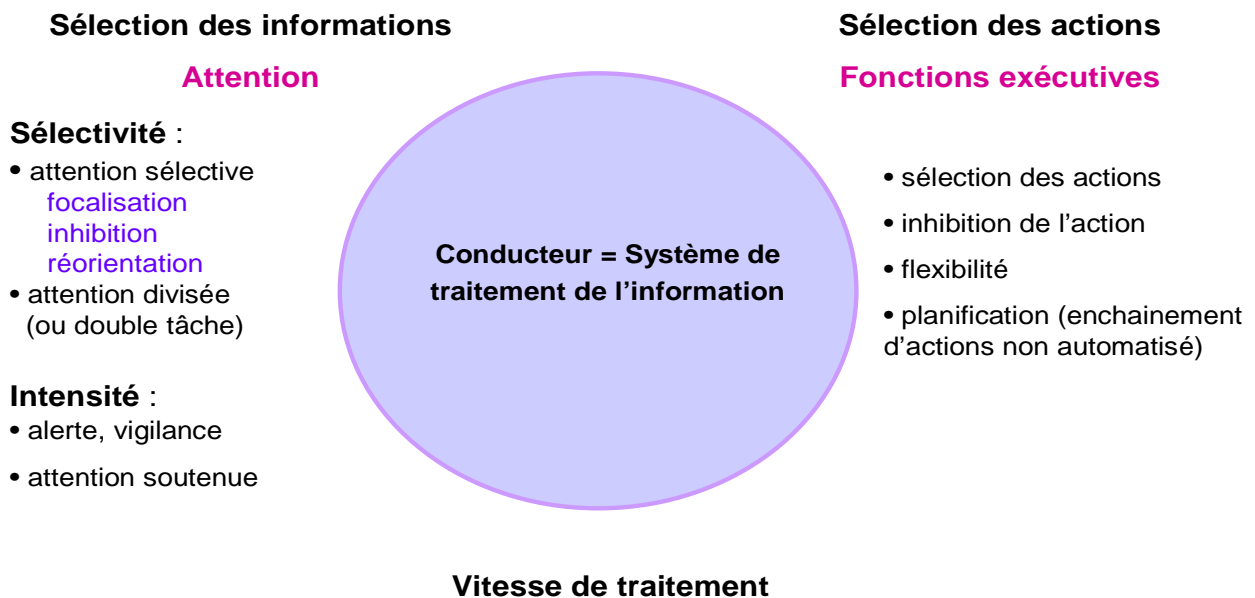 Sélection des informations
Attention
Sélectivité :
• attention sélective
focalisation
inhibition
réorientation
• attention divisée
(ou double tâche)
Intensité :
• alerte, vigilance
• attention soutenue
Conducteur = Système de
traitement de l’information
Sélection des actions
Fonctions exécutives
• sélection des actions
• inhibition de l’action
• flexibilité
• planification (enchainement
d’actions non automatisé)
Vitesse de traitement